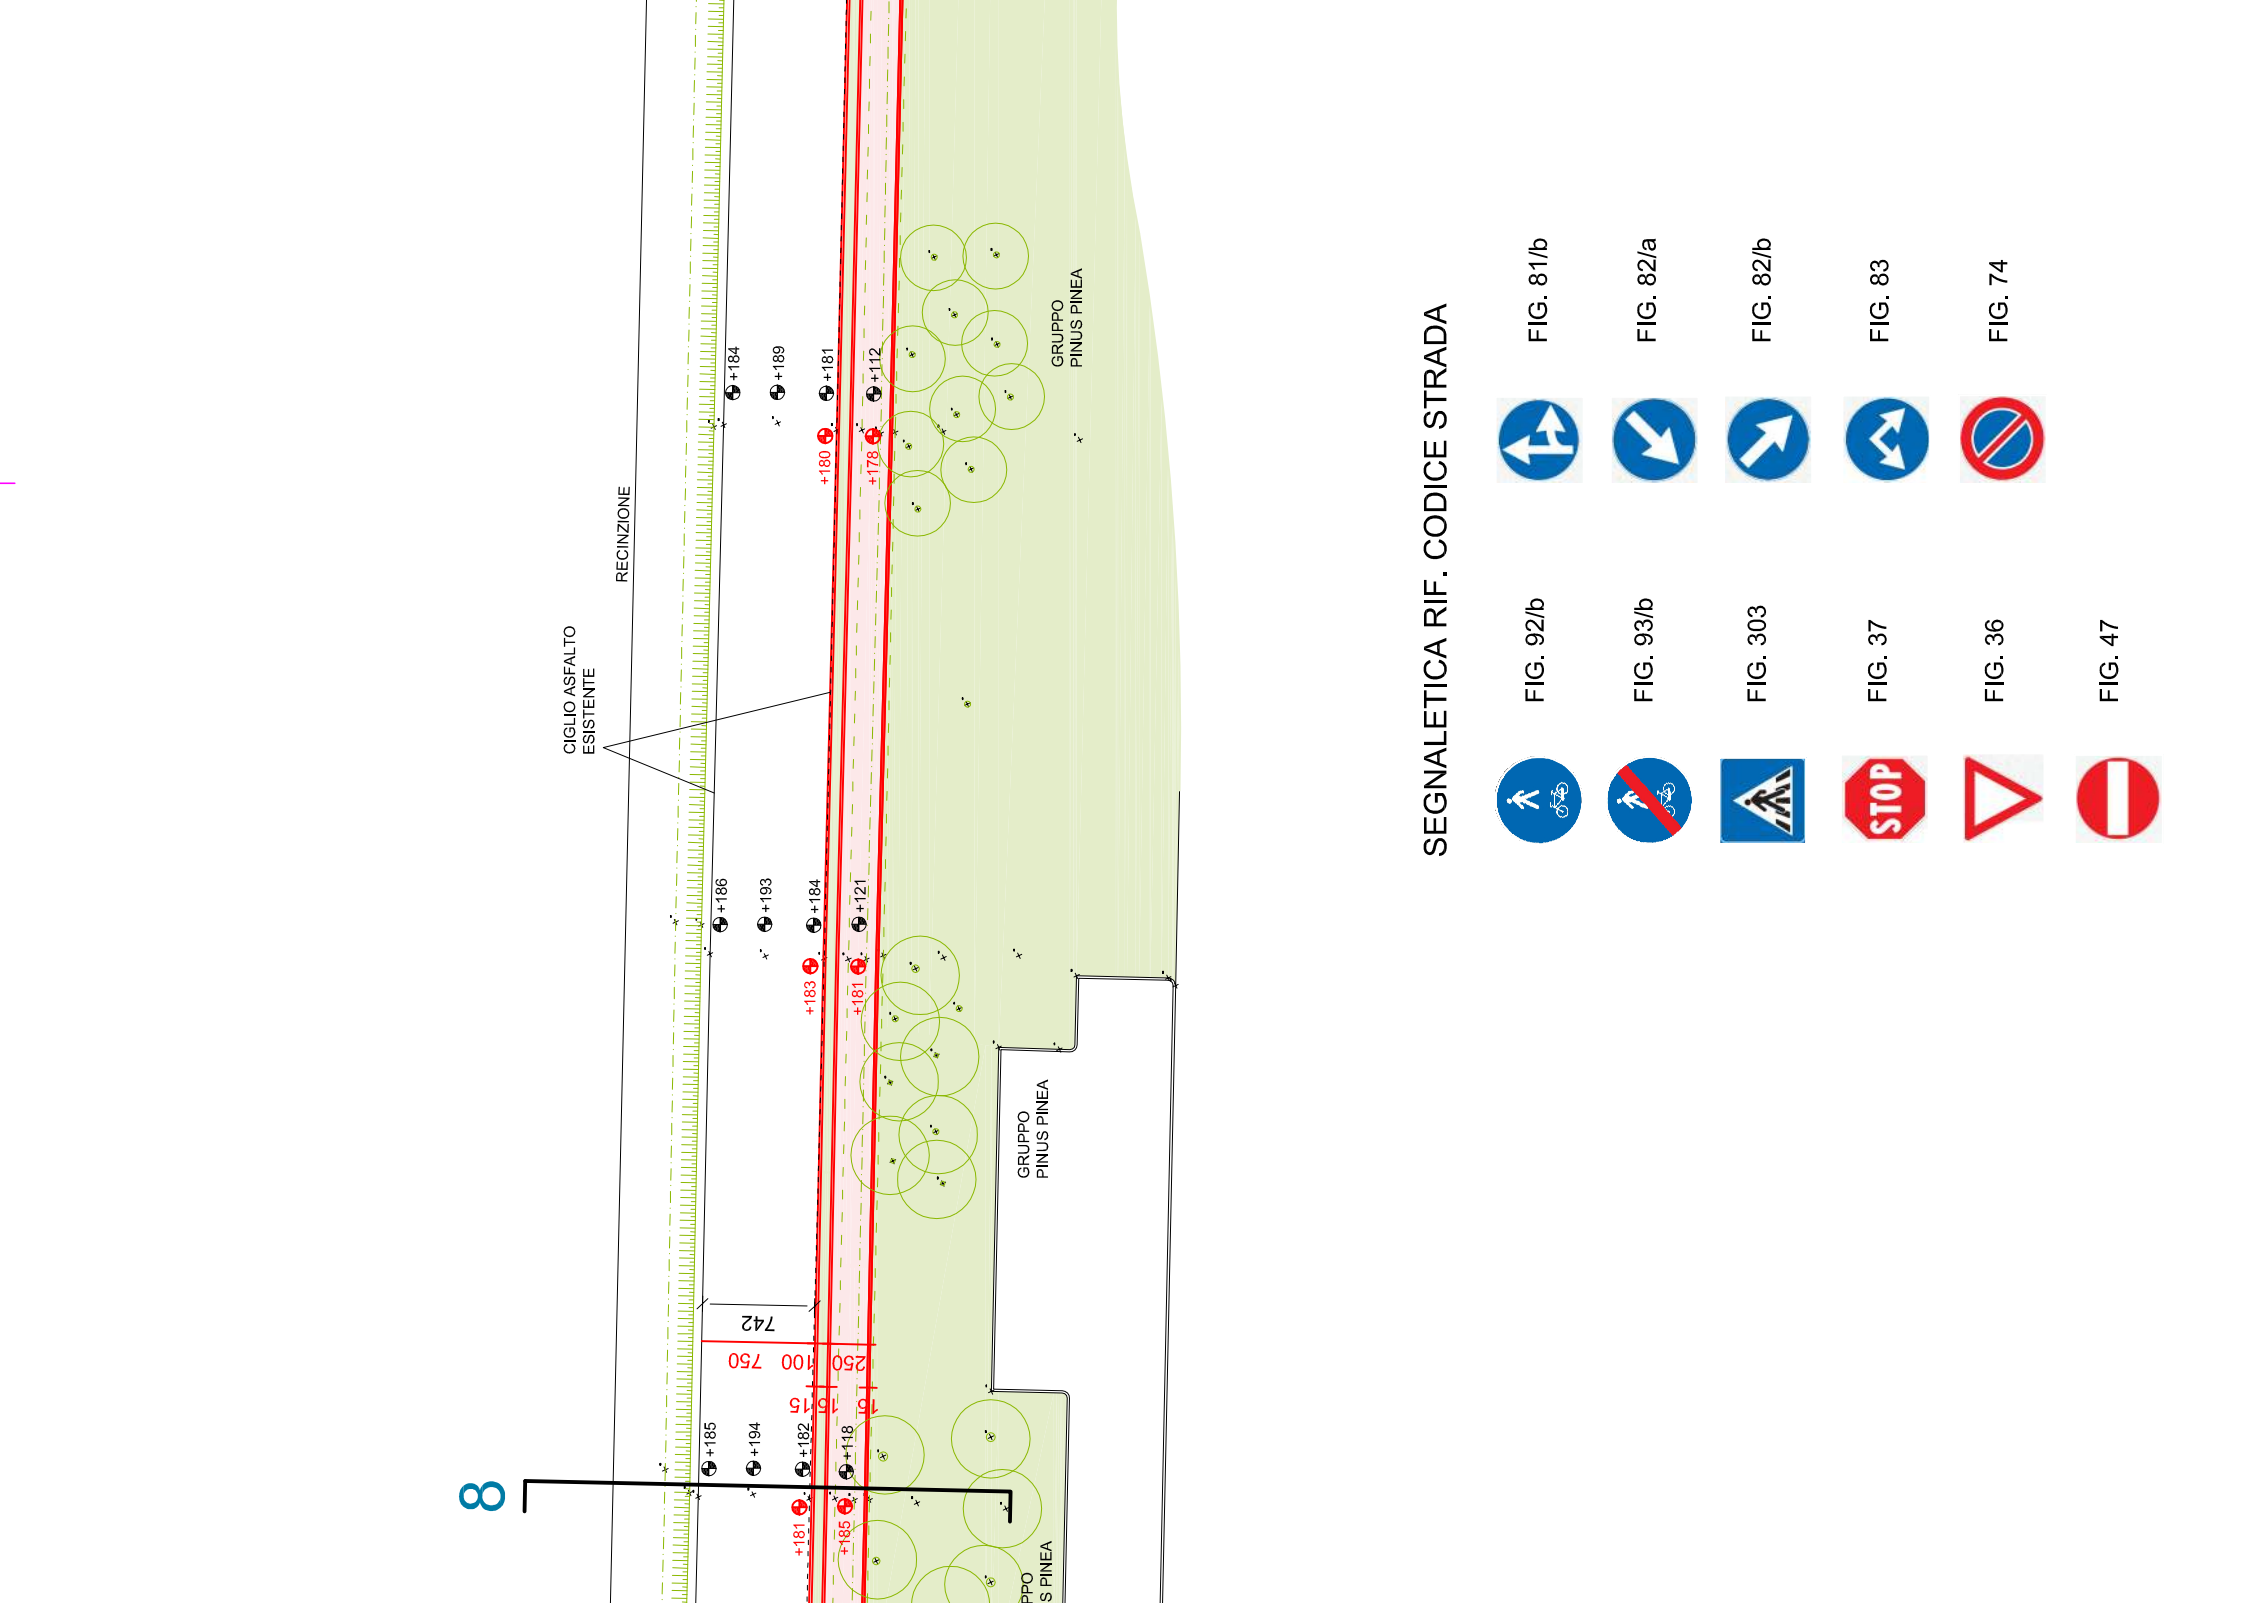 RECINZIONE
CIGLIO ASFALTO
ESISTENTE
+184
+189
+181
+112
+180
+178
GRUPPO
PINUS PINEA
+186
+193
+184
+121
+183
+181
GRUPPO
PINUS PINEA
742
750
100
250
15
15
15
+185
+194
+182
+118
+181
+185
8
PPO
S PINEA
SEGNALETICA RIF. CODICE STRADA
FIG. 92/b
FIG. 93/b
FIG. 303
STOP
FIG. 37
FIG. 36
FIG. 47
FIG. 81/b
FIG. 82/a
FIG. 82/b
FIG. 83
FIG. 74